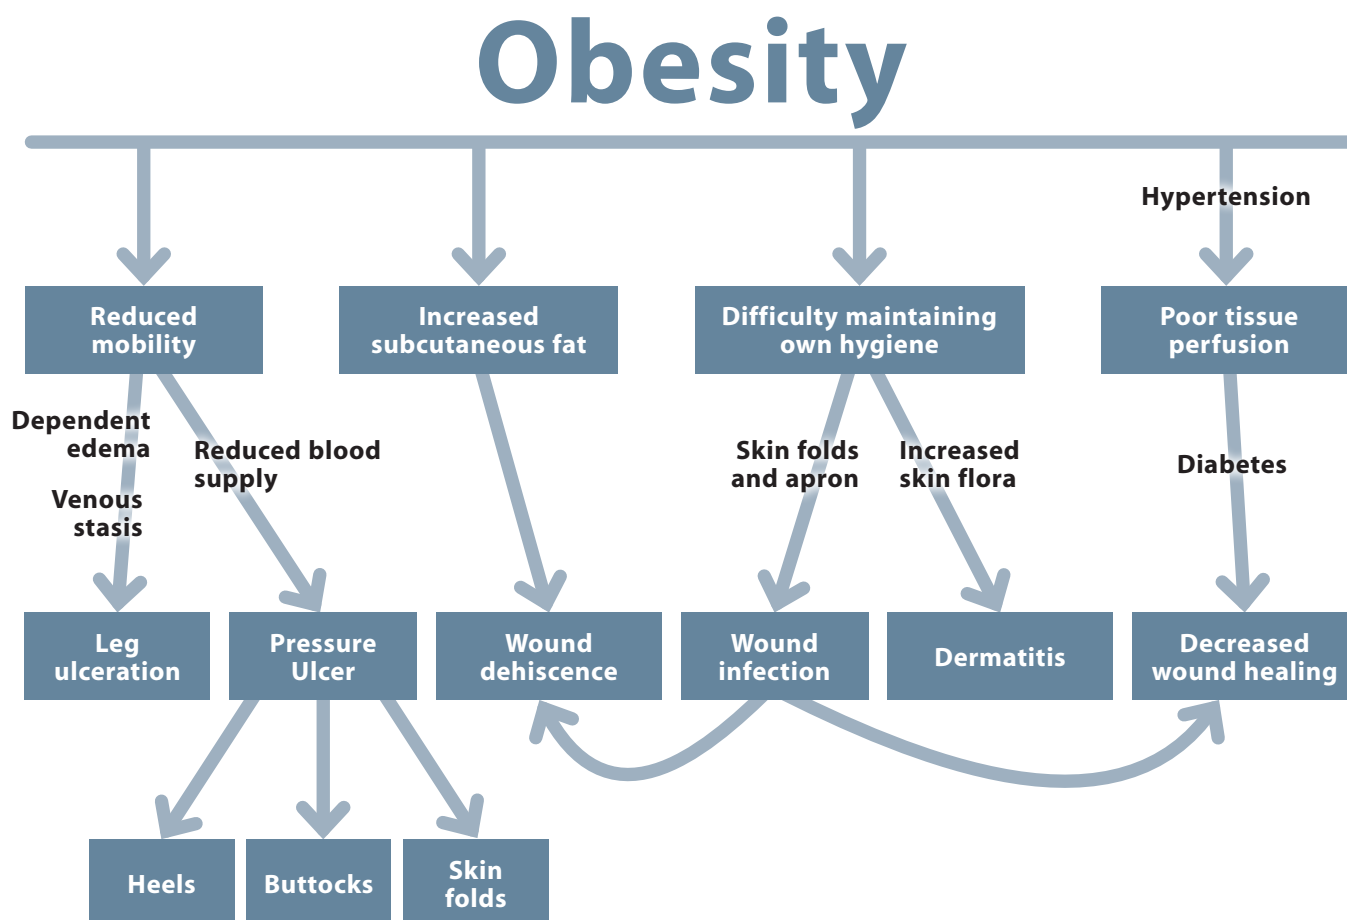 Obesity
Hypertension
Reduced
mobility
Increased
subcutaneous fat
Difficulty maintaining
own hygiene
Poor tissue
perfusion
Dependent
edema
Venous
stasis
Reduced blood
supply
Skin folds
and apron
Increased
skin flora
Diabetes
Leg
ulceration
Pressure
Ulcer
Wound
dehiscence
Wound
infection
Dermatitis
Decreased
wound healing
Heels
Buttocks
Skin
folds